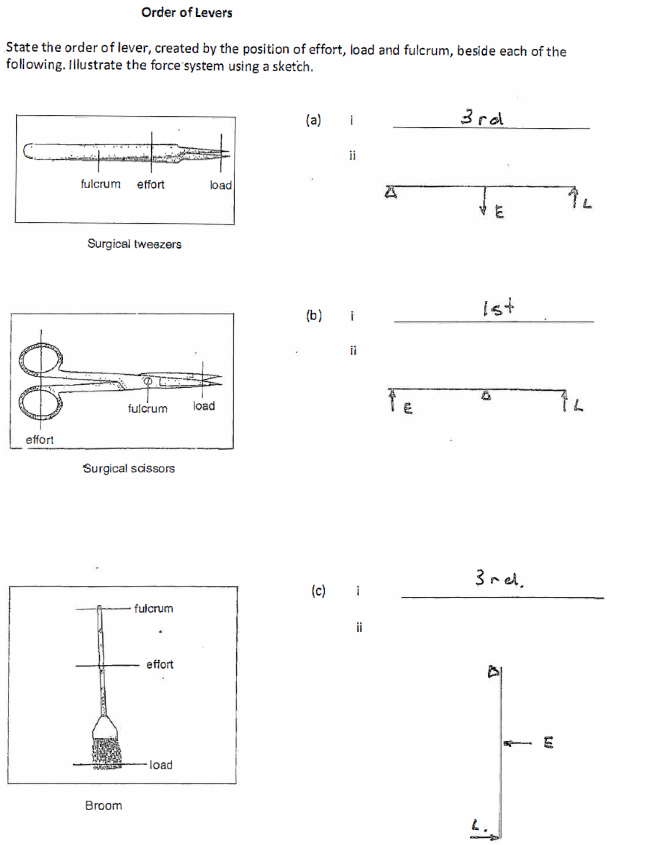 Order of Levers
State the order of lever, created by the position of effort, load and fulcrum, beside each of the
following. Illustrate the force system using a sketch.
(a) i 3rd
ii
fulcrum effort load
E L
Surgical tweezers
(b) i 1st
ii
fulcrum load
E L
effort
Surgical scissors
(c) i 3rd.
fulcrum
ii
effort
E
load
L.
Broom